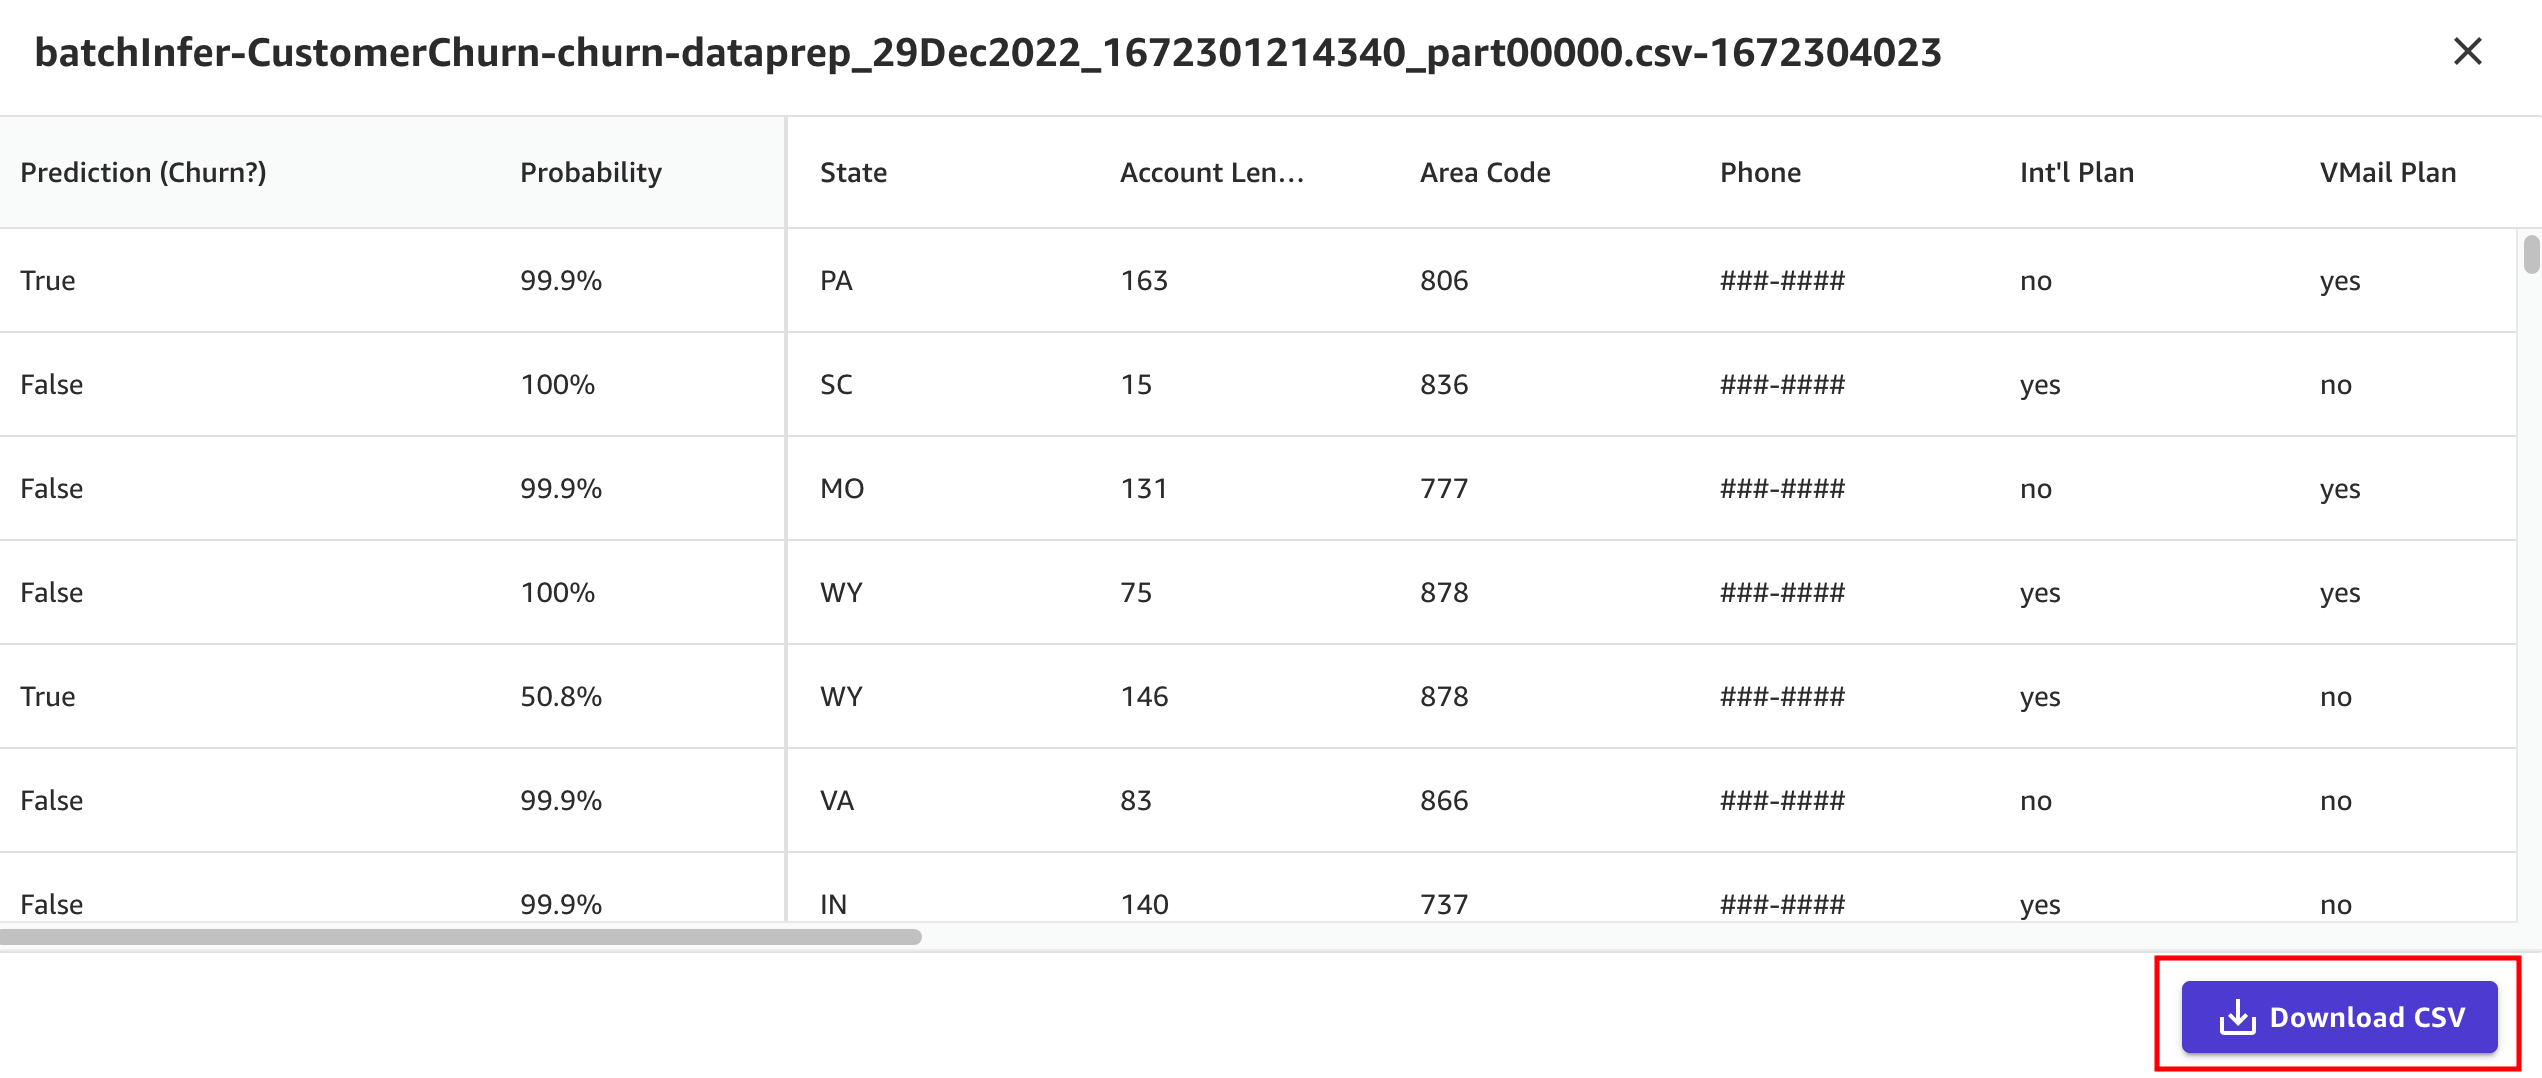 batchInfer-CustomerChurn-churn-dataprep_29Dec2022_1672301214340_part00000.csv-1672304023
Prediction (Churn?) Probability State Account Len... Area Code Phone Int'l Plan VMail Plan
True 99.9% PA 163 806 ###-#### no yes
False 100% SC 15 836 ###-#### yes no
False 99.9% MO 131 777 ###-#### no yes
False 100% WY 75 878 ###-#### yes yes
True 50.8% WY 146 878 ###-#### yes no
False 99.9% VA 83 866 ###-#### no no
False 99.9% IN 140 737 ###-#### yes no
Download CSV